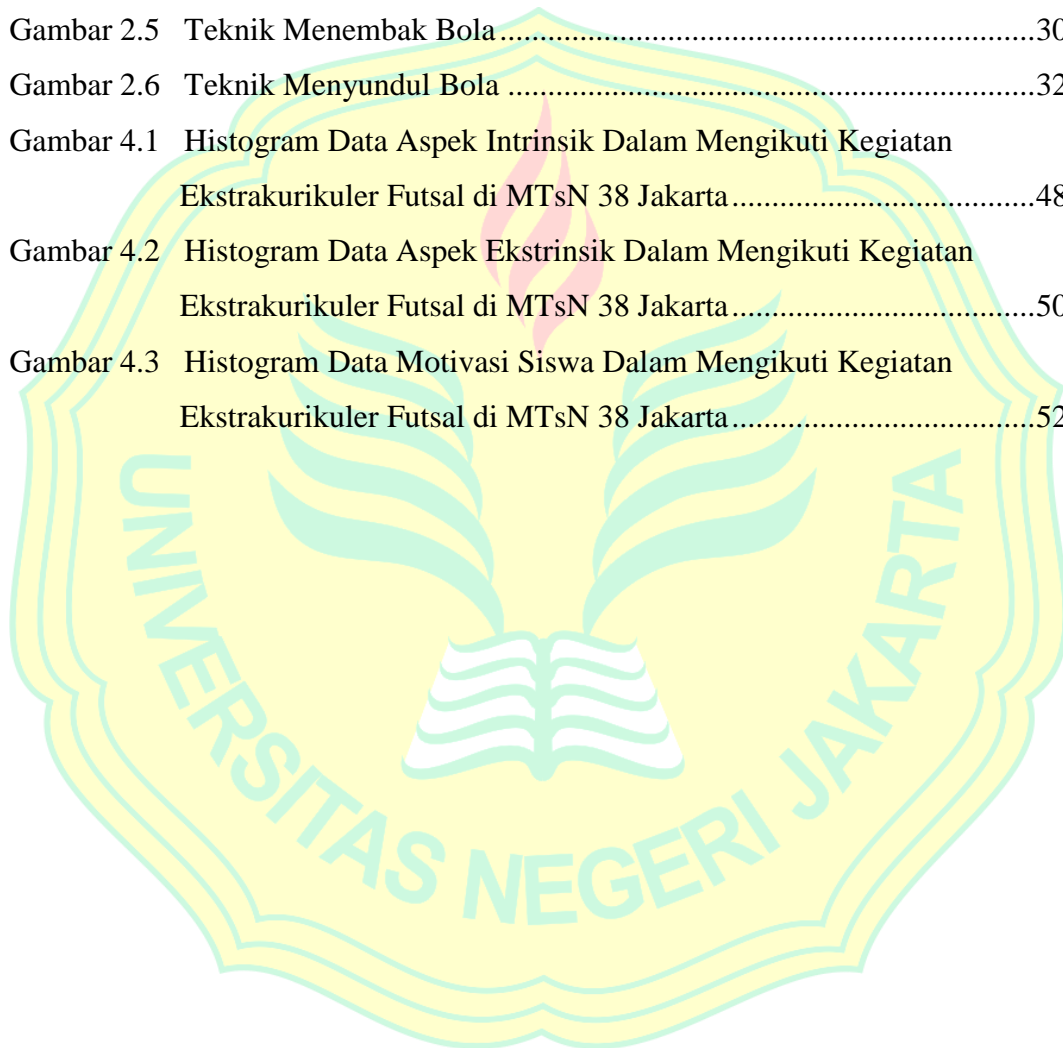 Gambar 2.5 Teknik Menembak Bola.....................................................................30
Gambar 2.6 Teknik Menyundul Bola ....................................................................32
Gambar 4.1 Histogram Data Aspek Intrinsik Dalam Mengikuti Kegiatan
Ekstrakurikuler Futsal di MTsN 38 Jakarta.......................................48
Gambar 4.2 Histogram Data Aspek Ekstrinsik Dalam Mengikuti Kegiatan
Ekstrakurikuler Futsal di MTsN 38 Jakarta.......................................50
Gambar 4.3 Histogram Data Motivasi Siswa Dalam Mengikuti Kegiatan
Ekstrakurikuler Futsal di MTsN 38 Jakarta.......................................52
UNIVERSITAS NEGERI JAKARTA